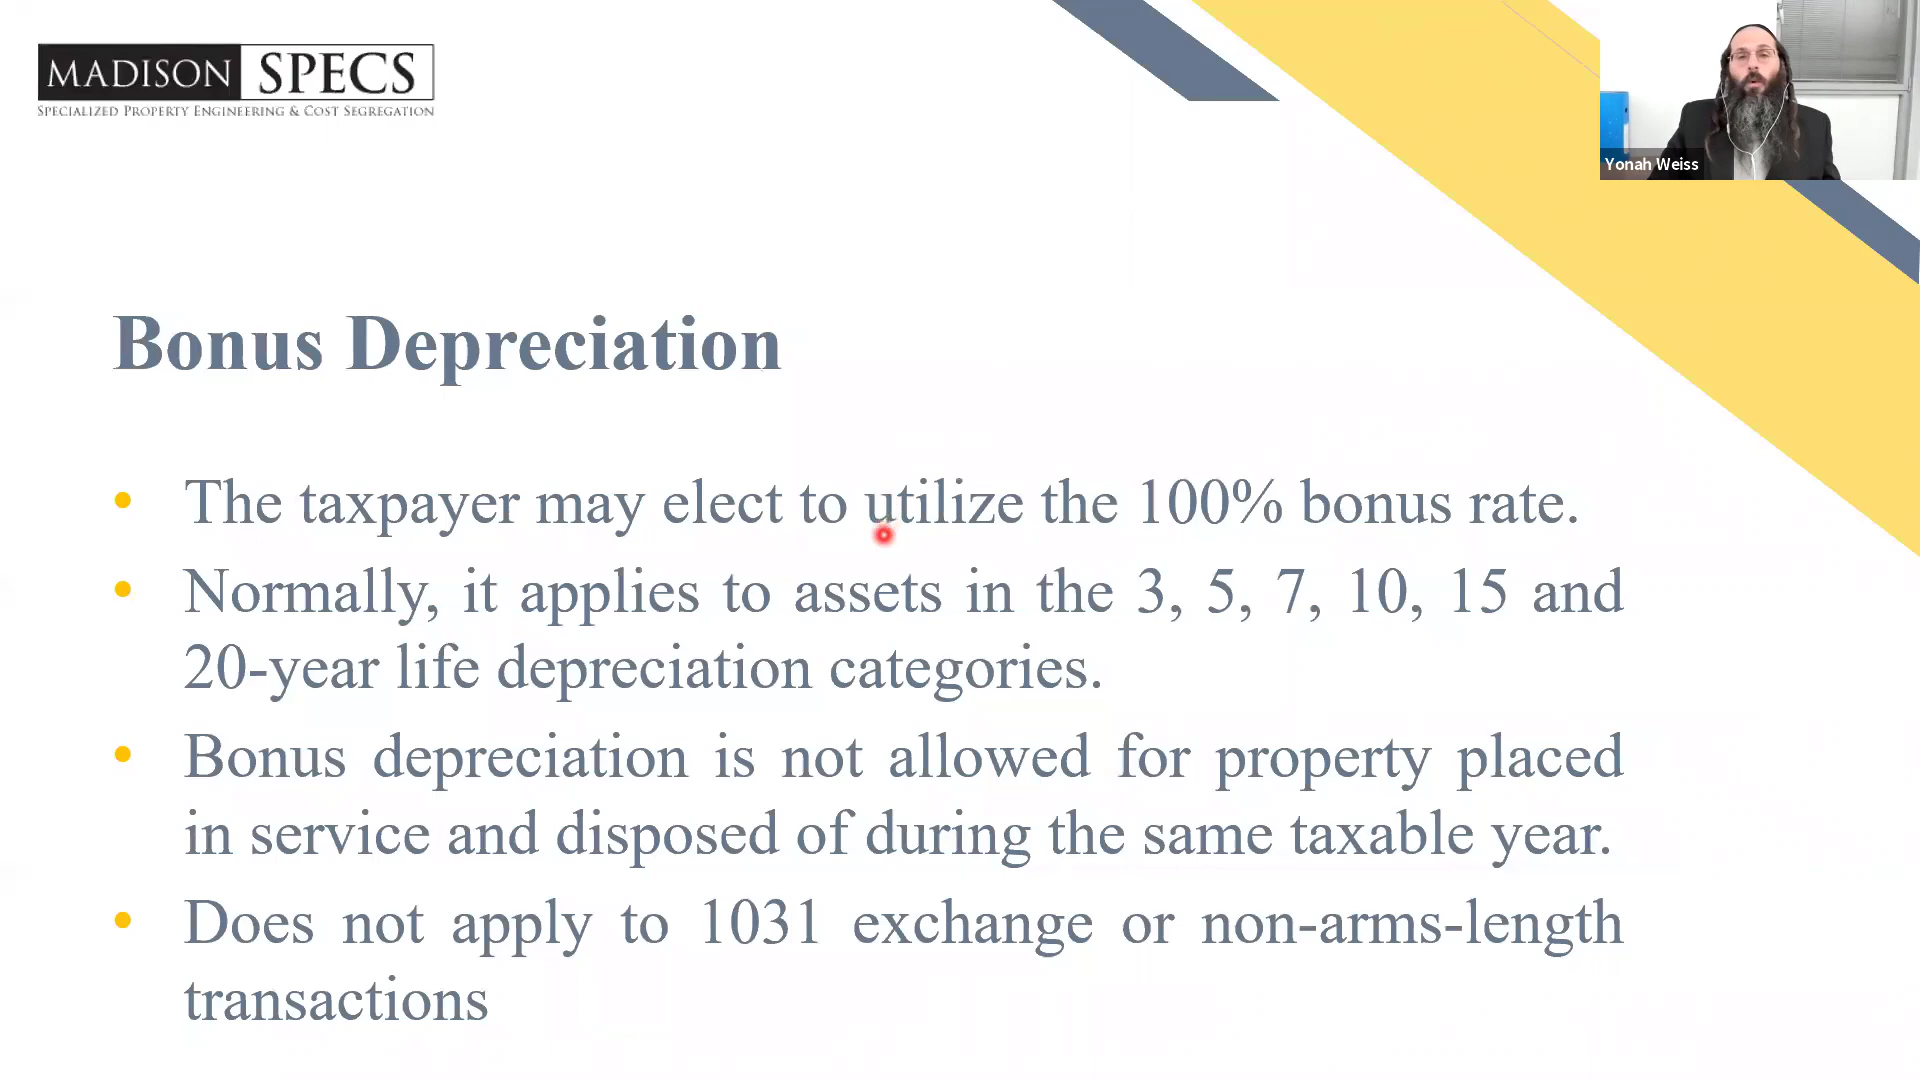 MADISON SPECS
SPECIALIZED PROPERTY ENGINEERING & COST SEGREGATION
Yonah Weiss
Bonus Depreciation
• The taxpayer may elect to utilize the 100% bonus rate.
• Normally, it applies to assets in the 3, 5, 7, 10, 15 and
20-year life depreciation categories.
• Bonus depreciation is not allowed for property placed
in service and disposed of during the same taxable year.
• Does not apply to 1031 exchange or non-arms-length
transactions